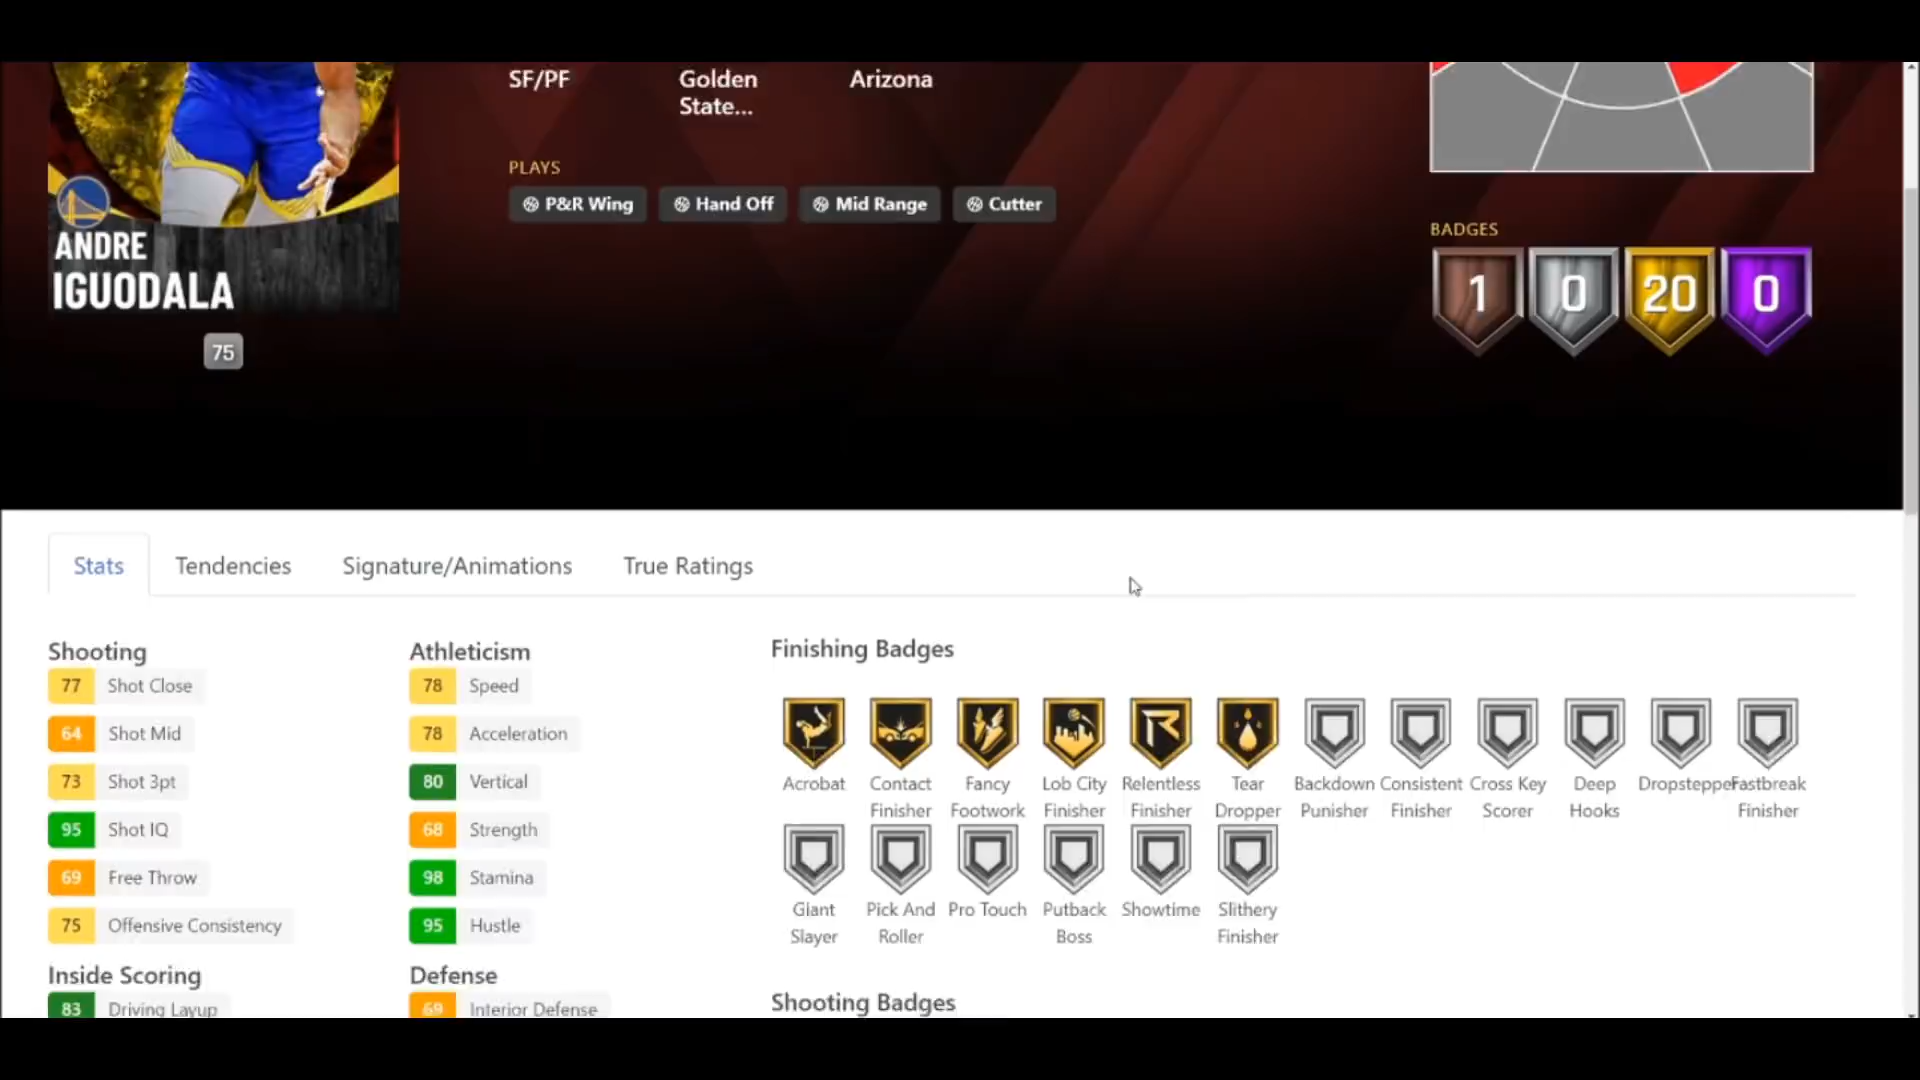 SF/PF
Golden
State...
Arizona
PLAYS
P&R Wing
Hand Off
Mid Range
Cutter
BADGES
1
0
20
0
ANDRE
IGUODALA
75
Stats
Tendencies
Signature/Animations
True Ratings
Shooting
77 Shot Close
64 Shot Mid
73 Shot 3pt
95 Shot IQ
69 Free Throw
75 Offensive Consistency
Inside Scoring
83 Driving Layup
Athleticism
78 Speed
78 Acceleration
80 Vertical
68 Strength
98 Stamina
95 Hustle
Defense
69 Interior Defense
Finishing Badges
Acrobat
Contact
Finisher
Fancy
Footwork
Lob City
Finisher
Relentless
Finisher
Tear
Dropper
Backdown
Punisher
Consistent
Finisher
Cross Key
Scorer
Deep
Hooks
Dropstepper
Fastbreak
Finisher
Giant
Slayer
Pick And
Roller
Pro Touch
Putback
Boss
Showtime
Slithery
Finisher
Shooting Badges